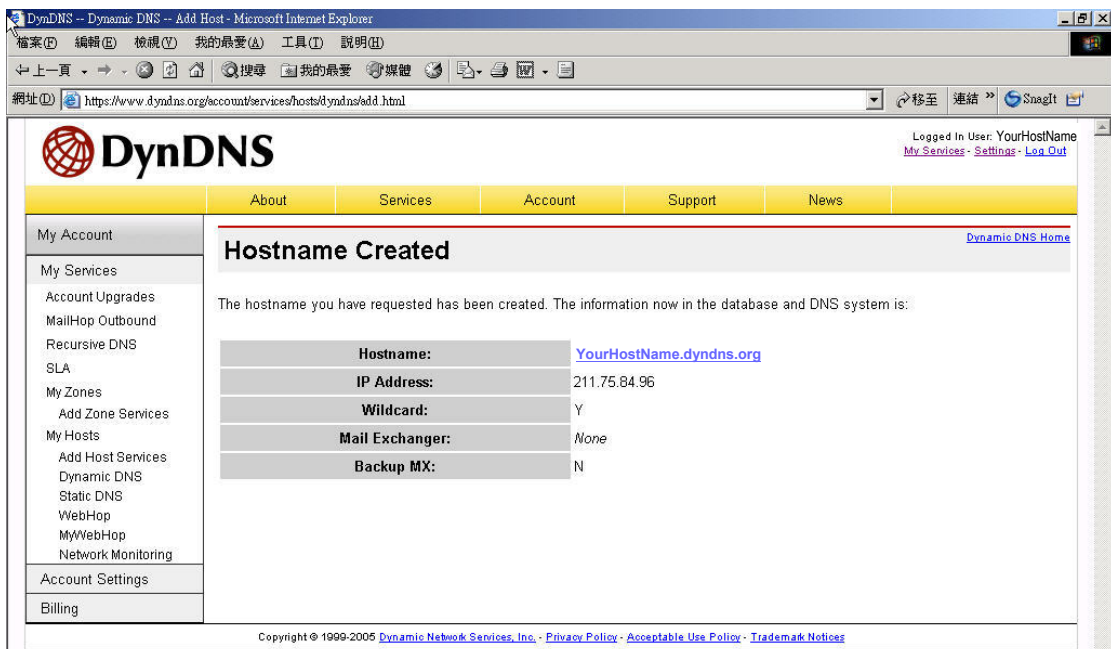 DynDNS -- Dynamic DNS -- Add Host - Microsoft Internet Explorer
檔案(F) 編輯(E) 檢視(V) 我的最愛(A) 工具(T) 說明(H)
上一頁 搜尋 我的最愛 媒體
網址(D) https://www.dyndns.org/account/services/hosts/dyndns/add.html 移至 連結 » SnagIt
DynDNS
Logged In User: YourHostName
My Services - Settings - Log Out
About Services Account Support News
My Account
My Services
Account Upgrades
MailHop Outbound
Recursive DNS
SLA
My Zones
Add Zone Services
My Hosts
Add Host Services
Dynamic DNS
Static DNS
WebHop
MyWebHop
Network Monitoring
Account Settings
Billing
Dynamic DNS Home
Hostname Created
The hostname you have requested has been created. The information now in the database and DNS system is:
Hostname: YourHostName.dyndns.org
IP Address: 211.75.84.96
Wildcard: Y
Mail Exchanger: None
Backup MX: N
Copyright © 1999-2005 Dynamic Network Services, Inc. - Privacy Policy - Acceptable Use Policy - Trademark Notices